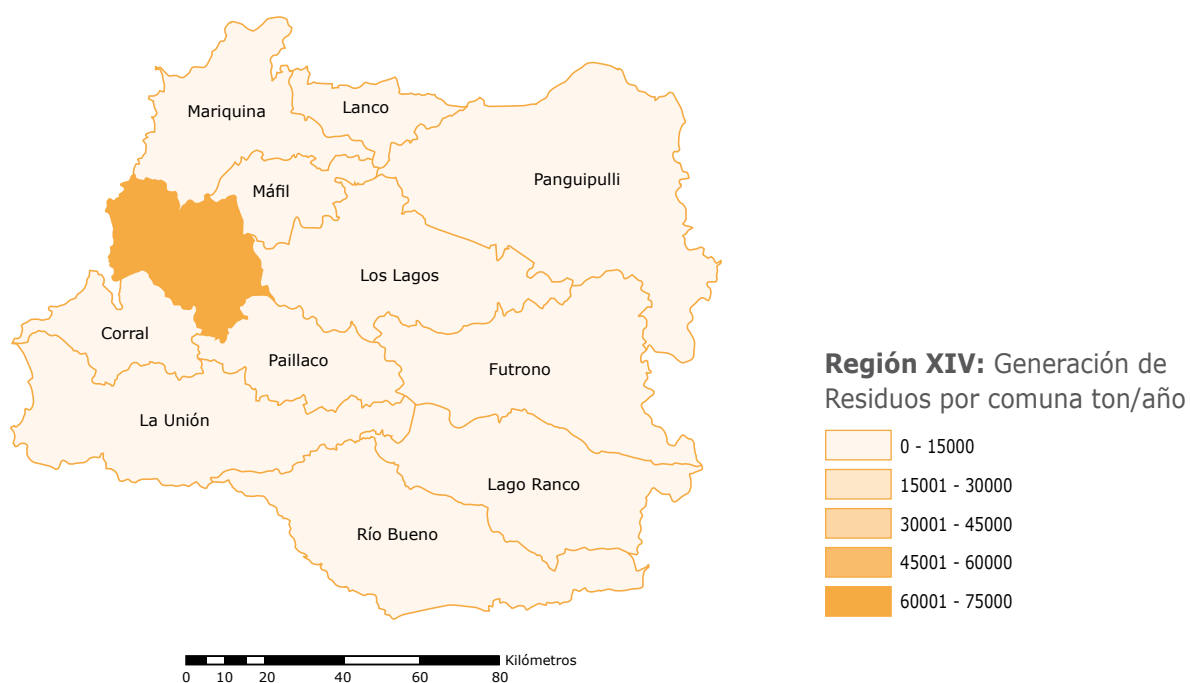 Mariquina
Lanco
Panguipulli
Máfil
Los Lagos
Corral
Paillaco
Futrono
La Unión
Lago Ranco
Río Bueno
Región XIV: Generación de
Residuos por comuna ton/año
0 - 15000
15001 - 30000
30001 - 45000
45001 - 60000
60001 - 75000
Kilómetros
0 10 20 40 60 80